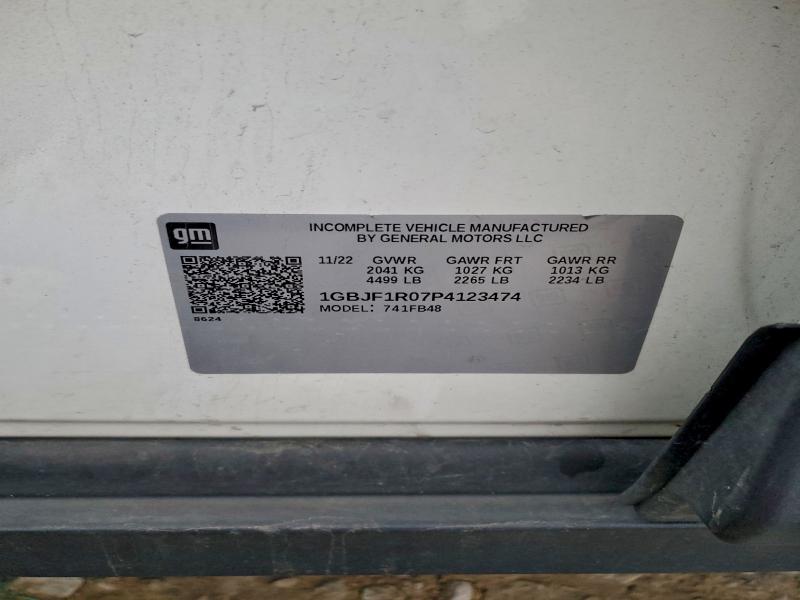 gm
INCOMPLETE VEHICLE MANUFACTURED
BY GENERAL MOTORS LLC
11/22 GVWR GAWR FRT GAWR RR
2041 KG 1027 KG 1013 KG
4499 LB 2265 LB 2234 LB
1GBJF1R07P4123474
MODEL: 741FB48
8624